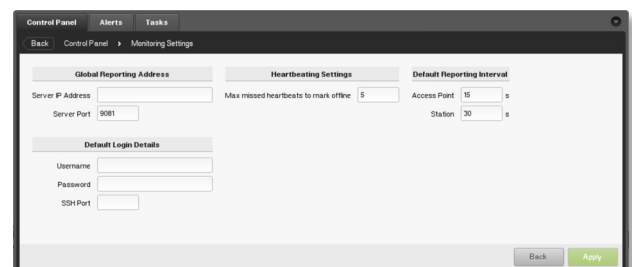 Control Panel Alerts Tasks
Back Control Panel › Monitoring Settings
Global Reporting Address
Server IP Address
Server Port 9081
Heartbeating Settings
Max missed heartbeats to mark offline 5
Default Reporting Interval
Access Point 15 s
Station 30 s
Default Login Details
Username
Password
SSH Port
Back Apply